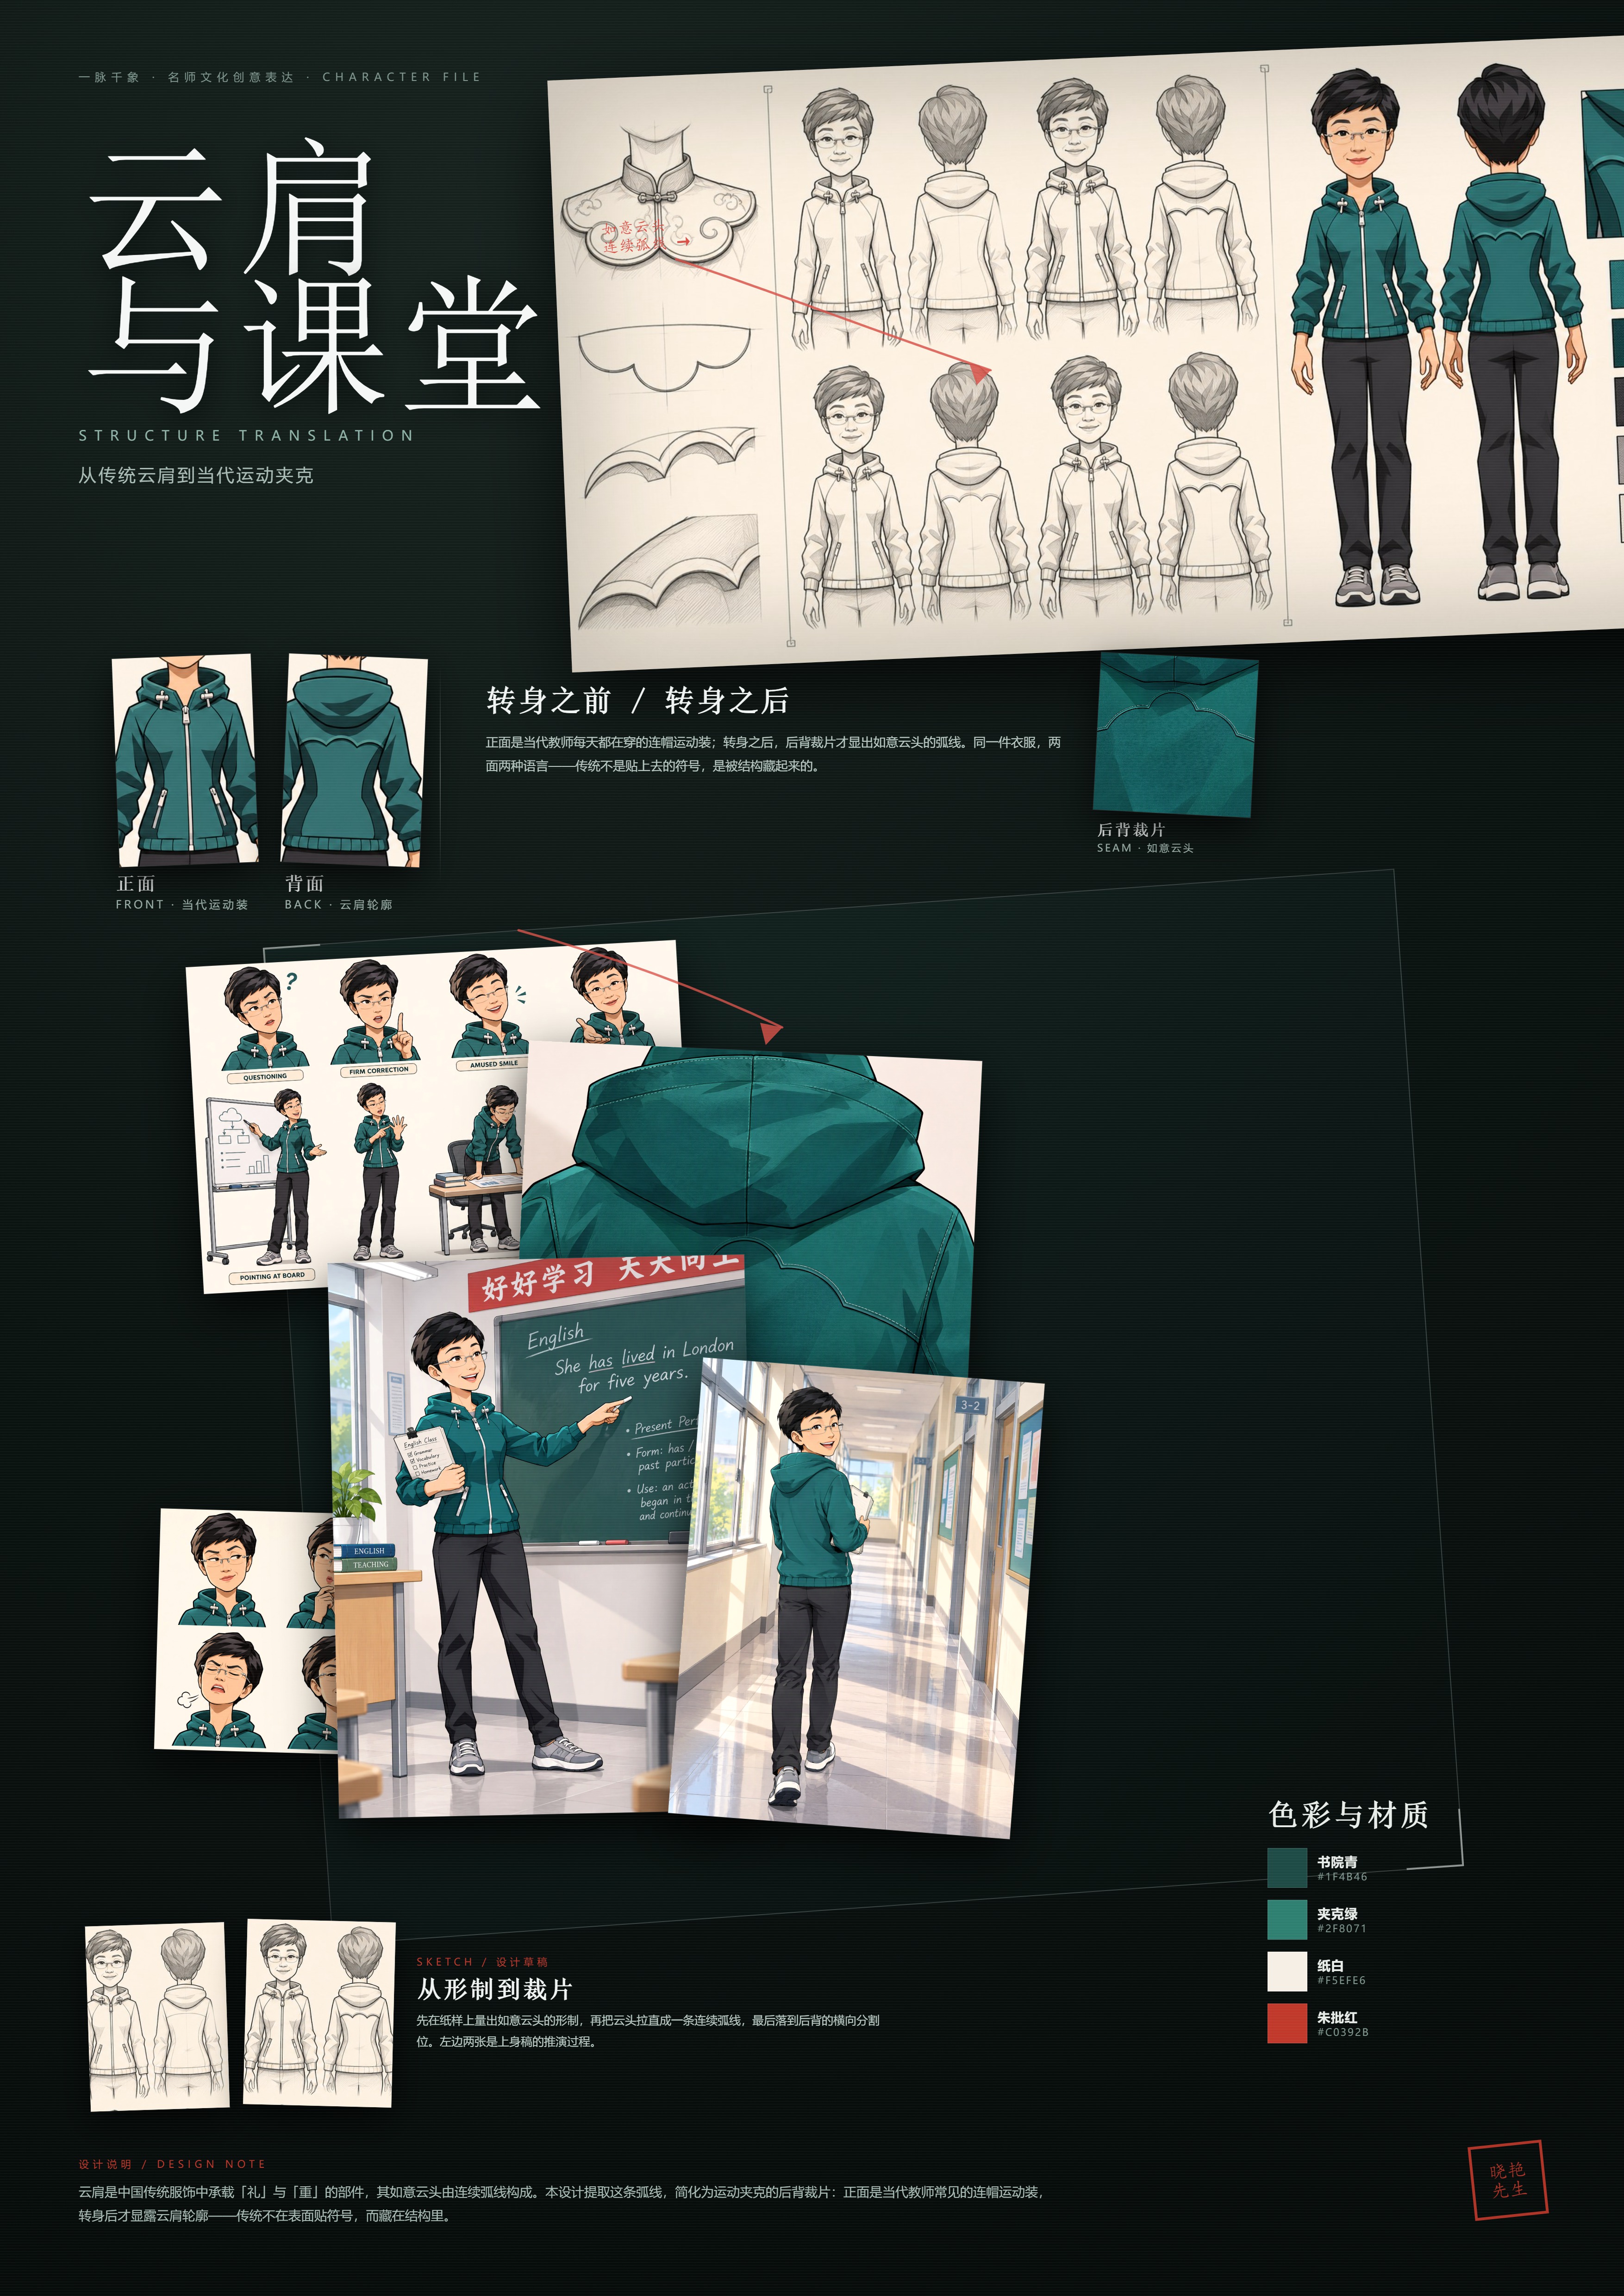 一脉千象 · 名师文化创意表达 · CHARACTER FILE
云肩
与课堂
STRUCTURE TRANSLATION
从传统云肩到当代运动夹克
如意云头
连续弧线 →
转身之前 / 转身之后
正面是当代教师每天都在穿的连帽运动装；转身之后，后背裁片才显出如意云头的弧线。同一件衣服，两
面两种语言——传统不是贴上去的符号，是被结构藏起来的。
后背裁片
SEAM · 如意云头
正面
FRONT · 当代运动装
背面
BACK · 云肩轮廓
?
QUESTIONING
FIRM CORRECTION
AMUSED SMILE
POINTING AT BOARD
好好学习 天天向上
English
She has lived in London
for five years.
• Present Per
• Form: has /
past partic
• Use: an act
began in t
and continu
English Class
Grammar
Vocabulary
Practice
Homework
ENGLISH
TEACHING
3-2
色彩与材质
书院青
#1F4B46
夹克绿
#2F8071
纸白
#F5EFE6
朱批红
#C0392B
SKETCH / 设计草稿
从形制到裁片
先在纸样上量出如意云头的形制，再把云头拉直成一条连续弧线，最后落到后背的横向分割
位。左边两张是上身稿的推演过程。
设计说明 / DESIGN NOTE
云肩是中国传统服饰中承载「礼」与「重」的部件，其如意云头由连续弧线构成。本设计提取这条弧线，简化为运动夹克的后背裁片：正面是当代教师常见的连帽运动装，
转身后才显露云肩轮廓——传统不在表面贴符号，而藏在结构里。
晓艳
先生